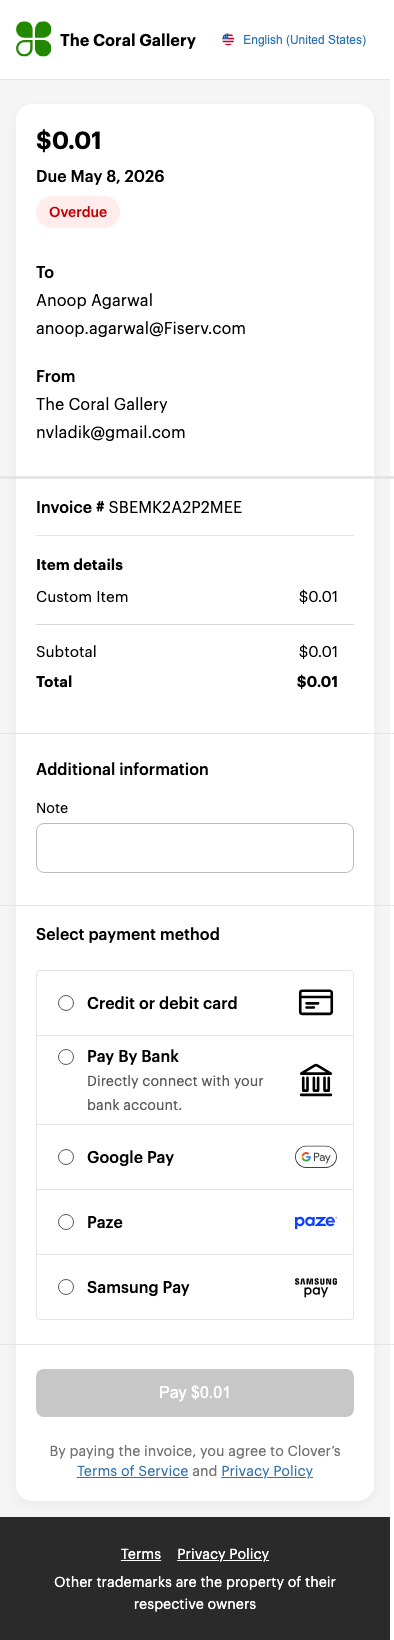 The Coral Gallery
English (United States)
$0.01
Due May 8, 2026
Overdue
To
Anoop Agarwal
anoop.agarwal@Fiserv.com
From
The Coral Gallery
nvladik@gmail.com
Invoice # SBEMK2A2P2MEE
Item details
Custom Item $0.01
Subtotal $0.01
Total $0.01
Additional information
Note
Select payment method
Credit or debit card
Pay By Bank
Directly connect with your
bank account.
Google Pay
G Pay
Paze
paze
Samsung Pay
SAMSUNG
pay
Pay $0.01
By paying the invoice, you agree to Clover’s
Terms of Service and Privacy Policy
Terms Privacy Policy
Other trademarks are the property of their
respective owners